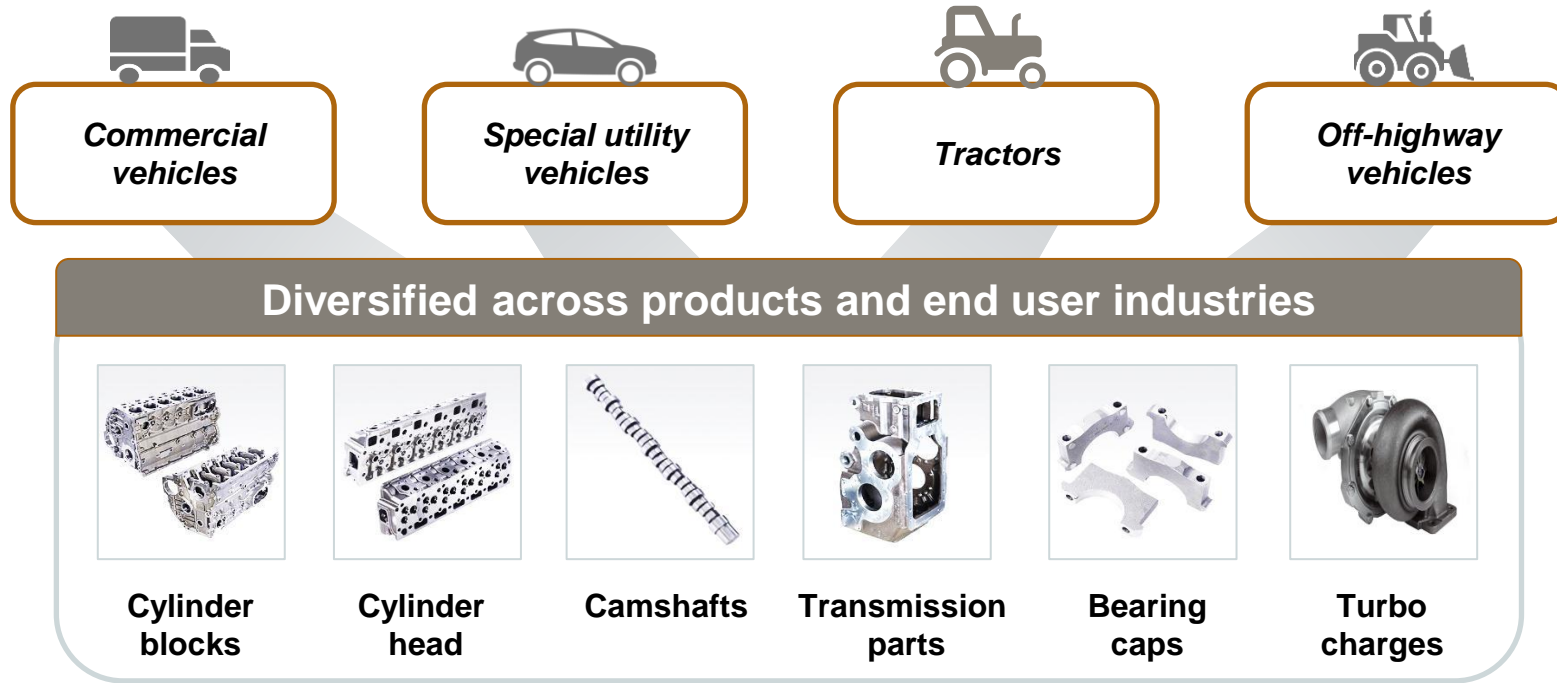 Commercial
vehicles
Special utility
vehicles
Tractors
Off-highway
vehicles
Diversified across products and end user industries
Cylinder
blocks
Cylinder
head
Camshafts
Transmission
parts
Bearing
caps
Turbo
charges